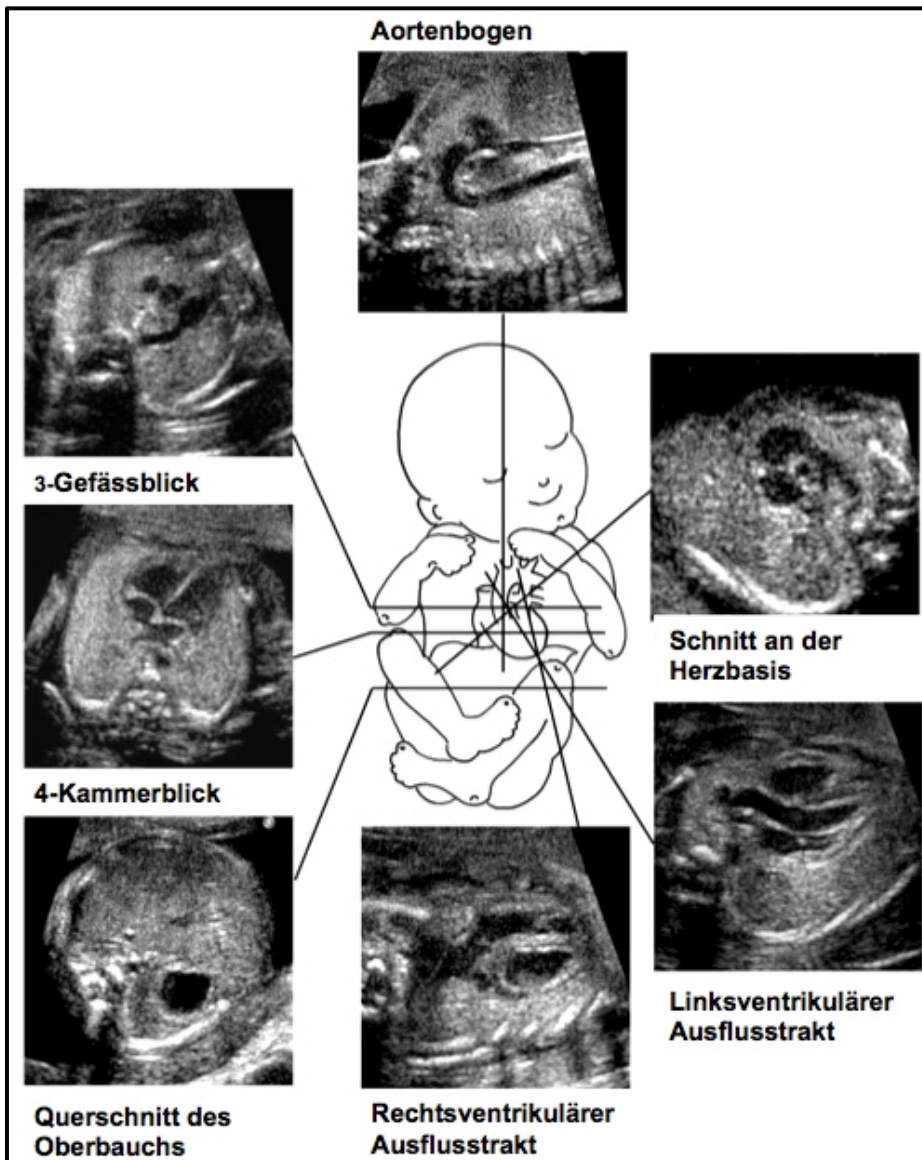 Aortenbogen
3-Gefässblick
4-Kammerblick
Schnitt an der
Herzbasis
Linksventrikulärer
Ausflusstrakt
Querschnitt des
Oberbauchs
Rechtsventrikulärer
Ausflusstrakt